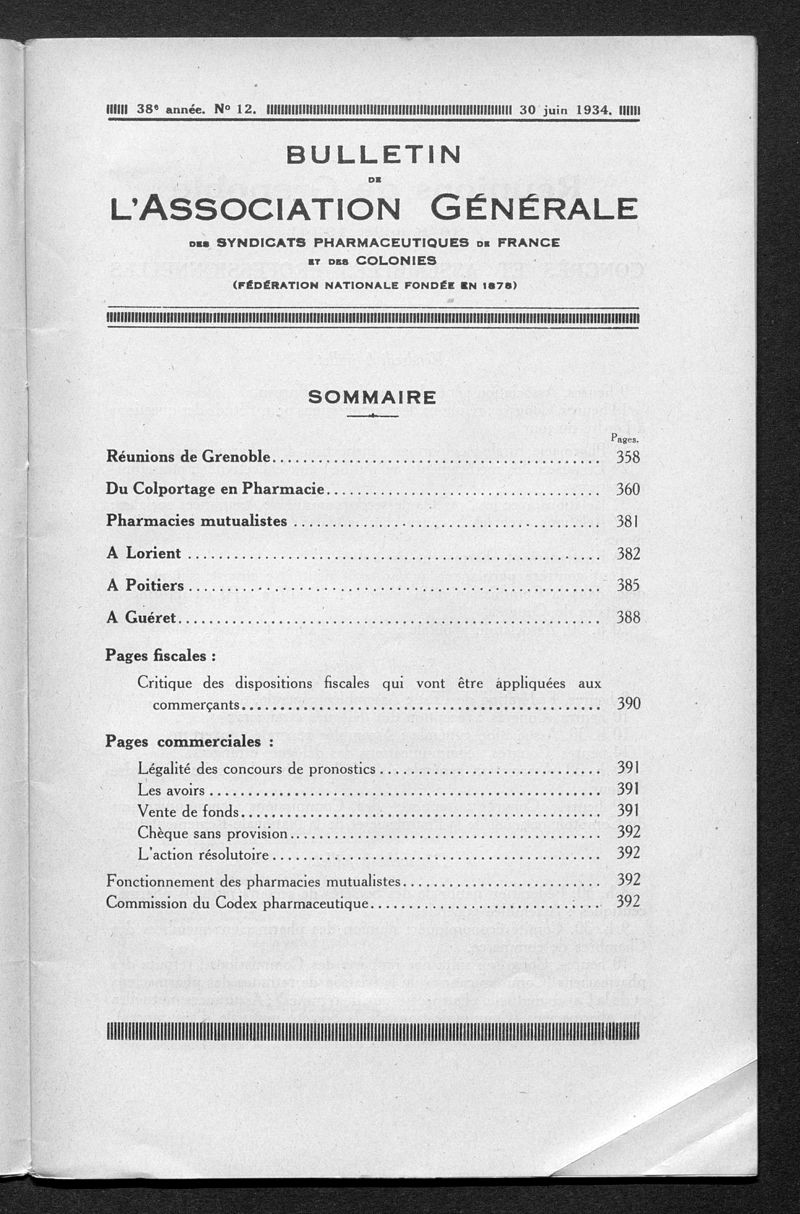 38e année. No 12. 30 juin 1934.
BULLETIN
DE
L'ASSOCIATION GÉNÉRALE
DES SYNDICATS PHARMACEUTIQUES DE FRANCE
ET DES COLONIES
(FÉDÉRATION NATIONALE FONDÉE EN 1878)
SOMMAIRE
Pages.
Réunions de Grenoble........................................ 358
Du Colportage en Pharmacie.................................. 360
Pharmacies mutualistes ...................................... 381
A Lorient ................................................... 382
A Poitiers................................................... 385
A Guéret..................................................... 388
Pages fiscales :
Critique des dispositions fiscales qui vont être appliquées aux
commerçants............................................ 390
Pages commerciales :
Légalité des concours de pronostics........................... 391
Les avoirs................................................ 391
Vente de fonds............................................ 391
Chèque sans provision...................................... 392
L'action résolutoire........................................ 392
Fonctionnement des pharmacies mutualistes......................... 392
Commission du Codex pharmaceutique............................. 392